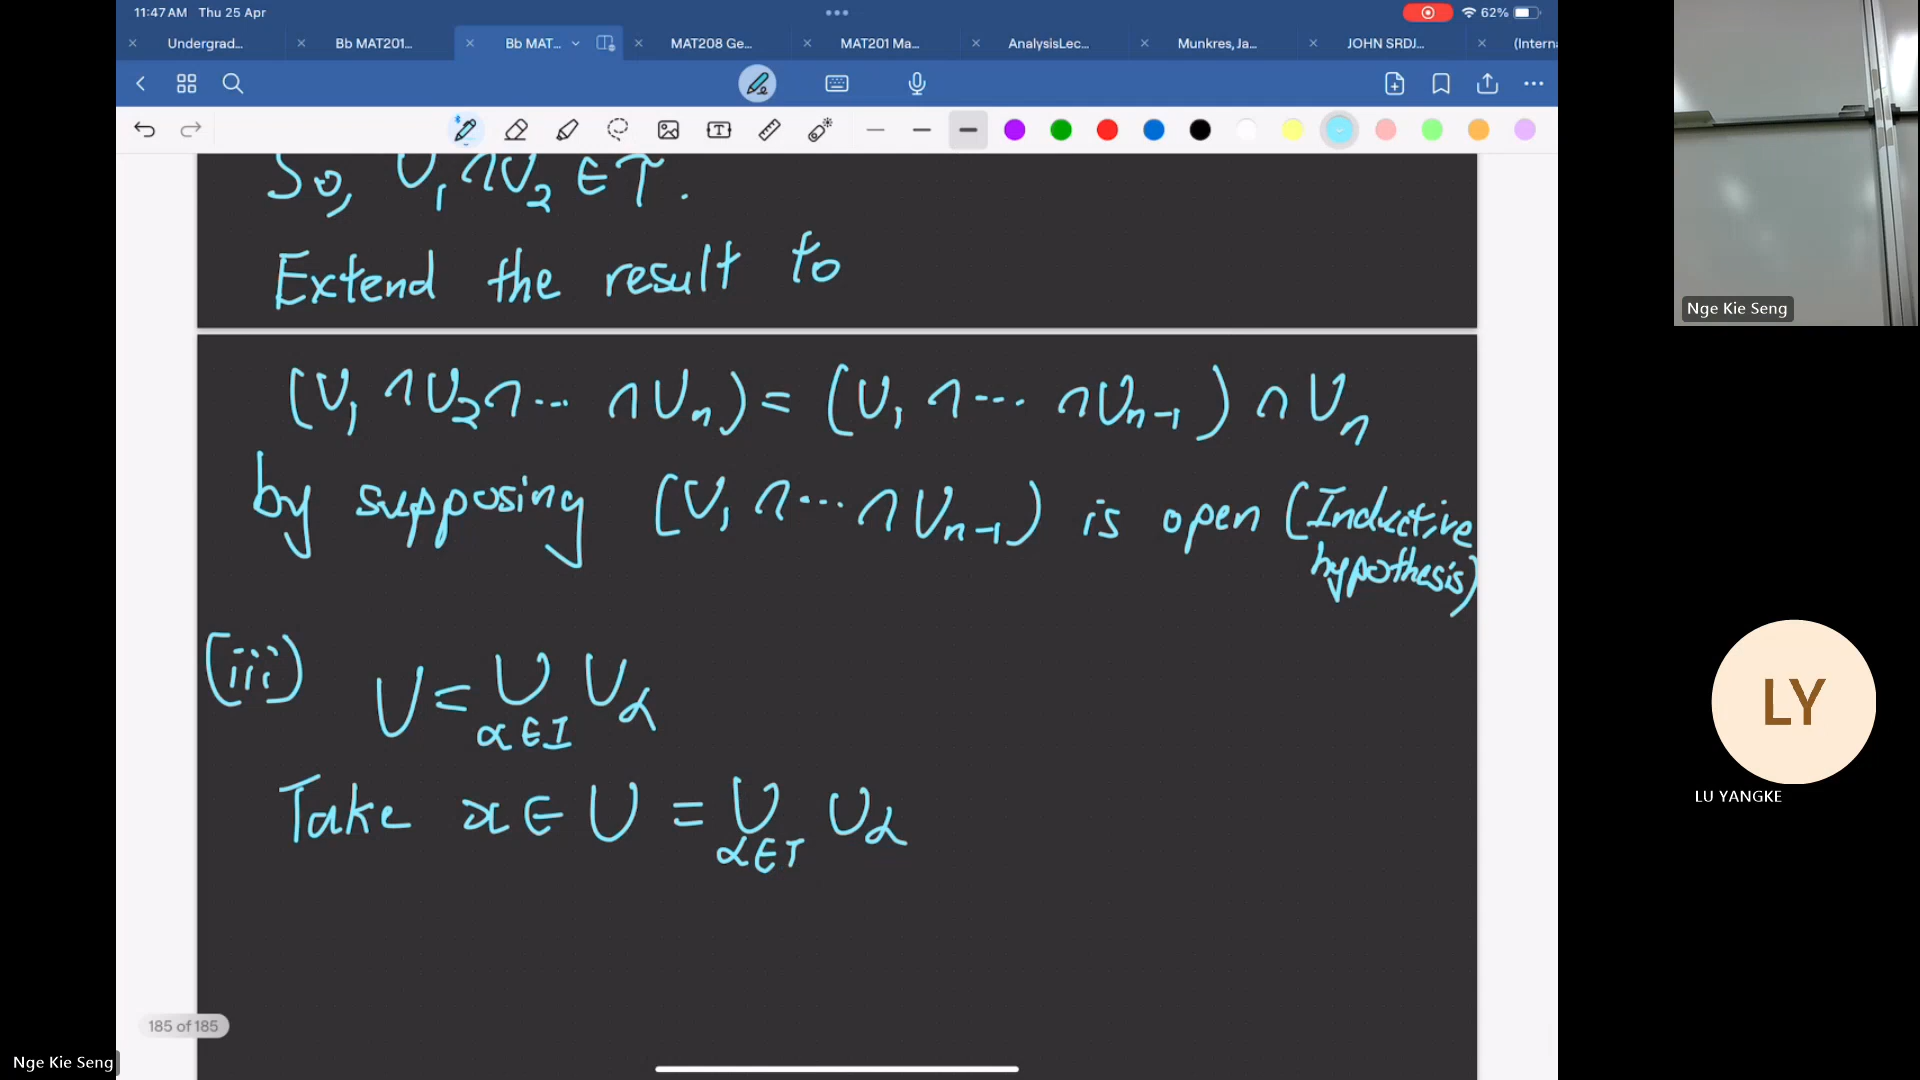 11:47 AM Thu 25 Apr
62%
Undergrad... Bb MAT201... Bb MAT... MAT208 Ge... MAT201 Ma... AnalysisLec... Munkres, Ja... JOHN SRDJ... (Interna
So, U₁ ∩ U₂ ∈ T.
Extend the result to
(U₁ ∩ U₂ ∩ ... ∩ Uₙ) = (U₁ ∩ ... ∩ Uₙ₋₁) ∩ Uₙ
by supposing (U₁ ∩ ... ∩ Uₙ₋₁) is open (Inductive
hypothesis)
(iii) U = ∪ U_α
α ∈ I
Take x ∈ U = ∪ U_α
α ∈ I
185 of 185
Nge Kie Seng
Nge Kie Seng
LY
LU YANGKE